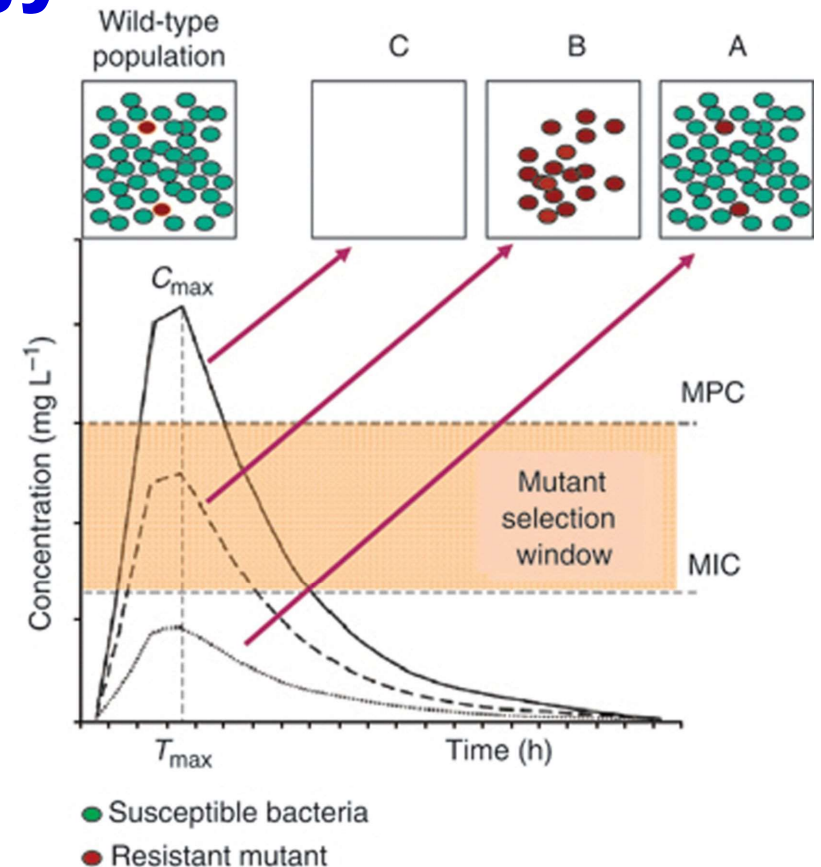 Wild-type
population
C
B
A
Cmax
MPC
Mutant
selection
window
MIC
Concentration (mg L−1)
Tmax
Time (h)
Susceptible bacteria
Resistant mutant